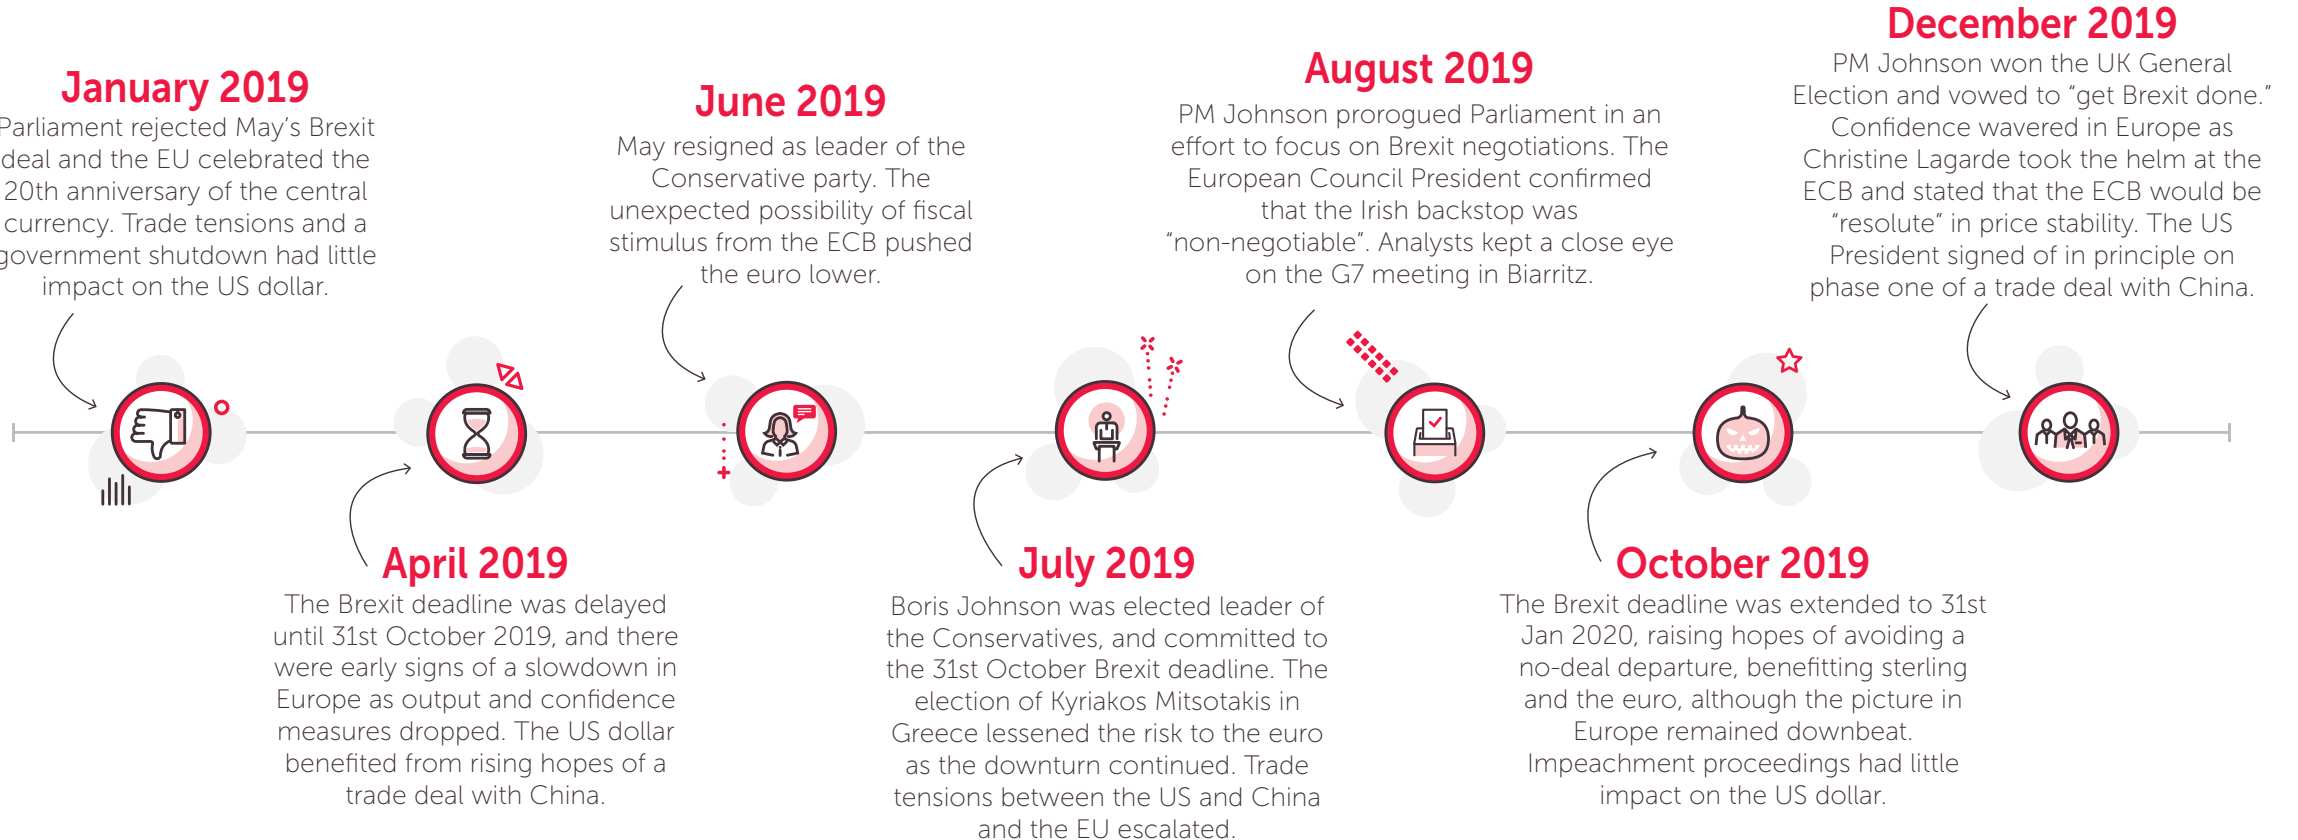 January 2019
Parliament rejected May's Brexit
deal and the EU celebrated the
20th anniversary of the central
currency. Trade tensions and a
government shutdown had little
impact on the US dollar.
April 2019
The Brexit deadline was delayed
until 31st October 2019, and there
were early signs of a slowdown in
Europe as output and confidence
measures dropped. The US dollar
benefited from rising hopes of a
trade deal with China.
June 2019
May resigned as leader of the
Conservative party. The
unexpected possibility of fiscal
stimulus from the ECB pushed
the euro lower.
July 2019
Boris Johnson was elected leader of
the Conservatives, and committed to
the 31st October Brexit deadline. The
election of Kyriakos Mitsotakis in
Greece lessened the risk to the euro
as the downturn continued. Trade
tensions between the US and China
and the EU escalated.
August 2019
PM Johnson prorogued Parliament in an
effort to focus on Brexit negotiations. The
European Council President confirmed
that the Irish backstop was
“non-negotiable”. Analysts kept a close eye
on the G7 meeting in Biarritz.
October 2019
The Brexit deadline was extended to 31st
Jan 2020, raising hopes of avoiding a
no-deal departure, benefitting sterling
and the euro, although the picture in
Europe remained downbeat.
Impeachment proceedings had little
impact on the US dollar.
December 2019
PM Johnson won the UK General
Election and vowed to “get Brexit done.”
Confidence wavered in Europe as
Christine Lagarde took the helm at the
ECB and stated that the ECB would be
“resolute” in price stability. The US
President signed of in principle on
phase one of a trade deal with China.